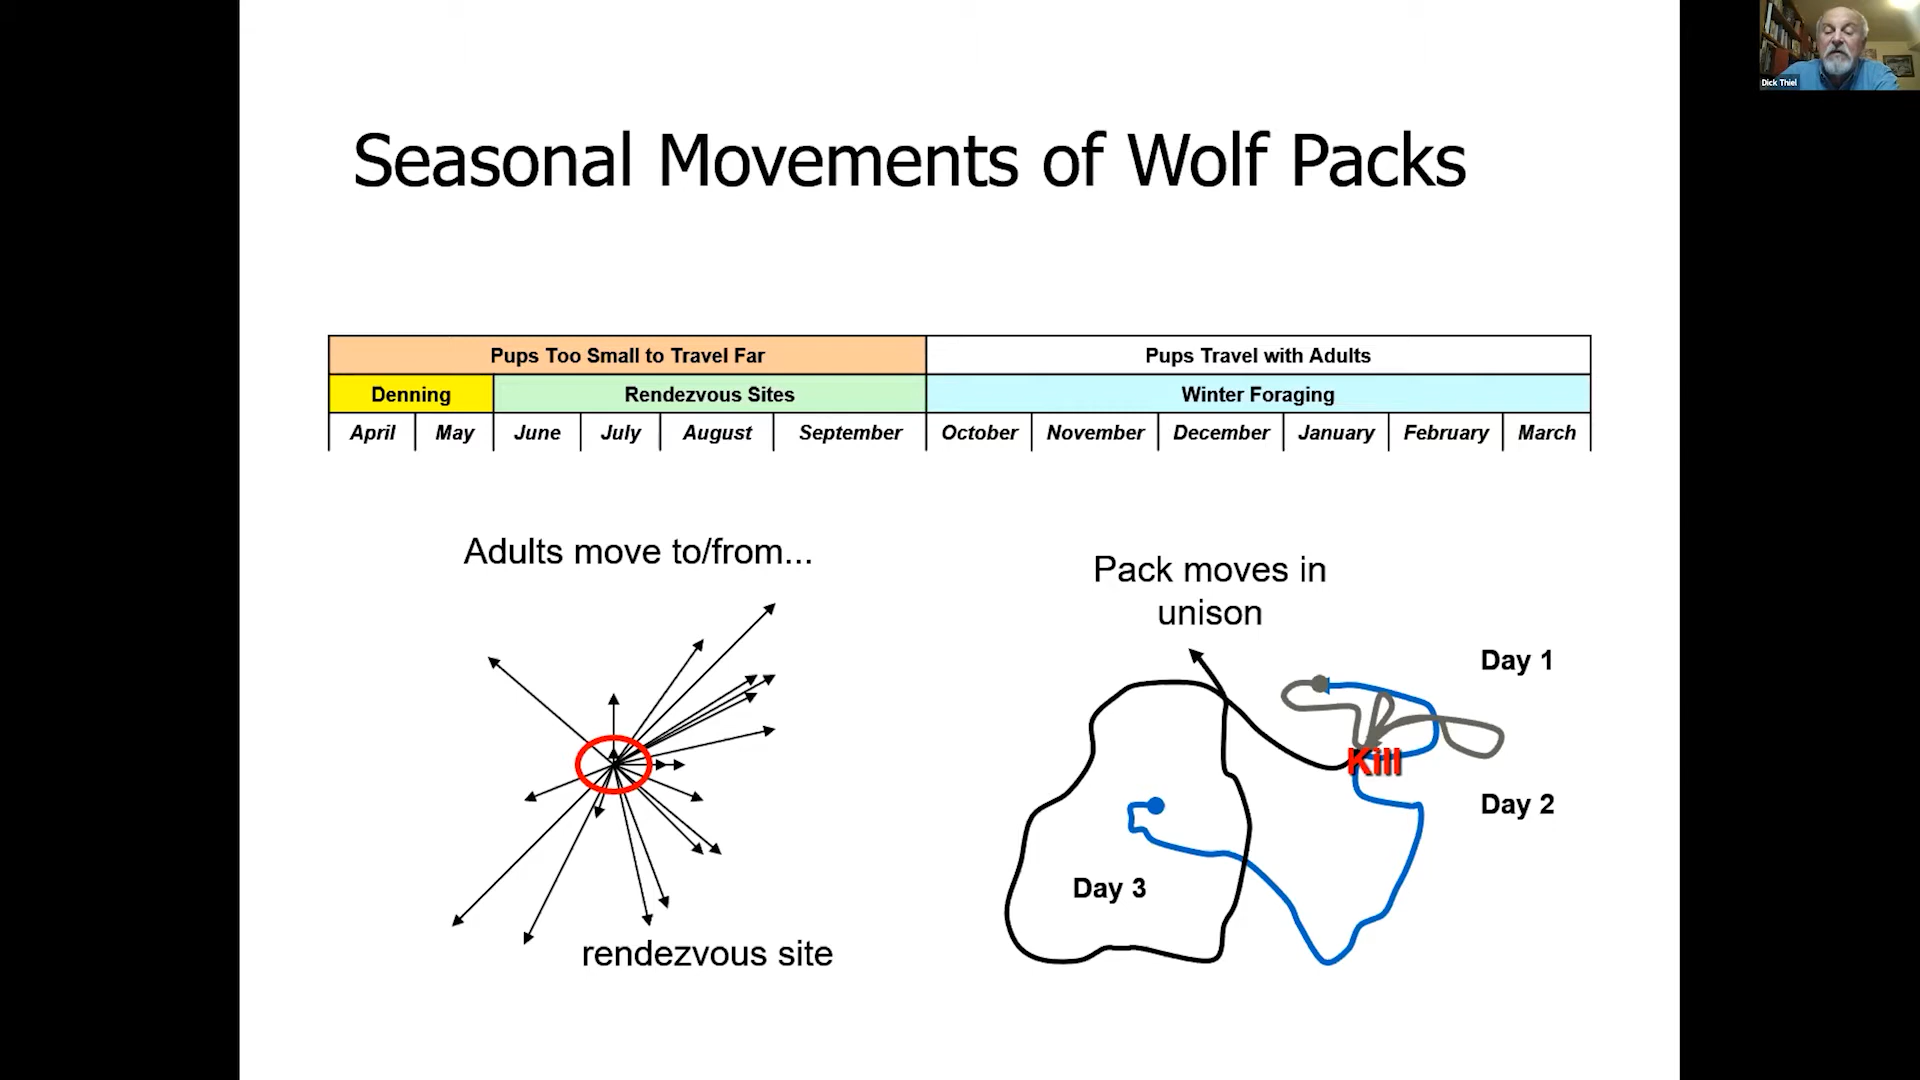 Dick Thiel
Seasonal Movements of Wolf Packs
Pups Too Small to Travel Far
Pups Travel with Adults
Denning
Rendezvous Sites
Winter Foraging
April
May
June
July
August
September
October
November
December
January
February
March
Adults move to/from...
Pack moves in
unison
Day 1
Kill
Day 2
Day 3
rendezvous site